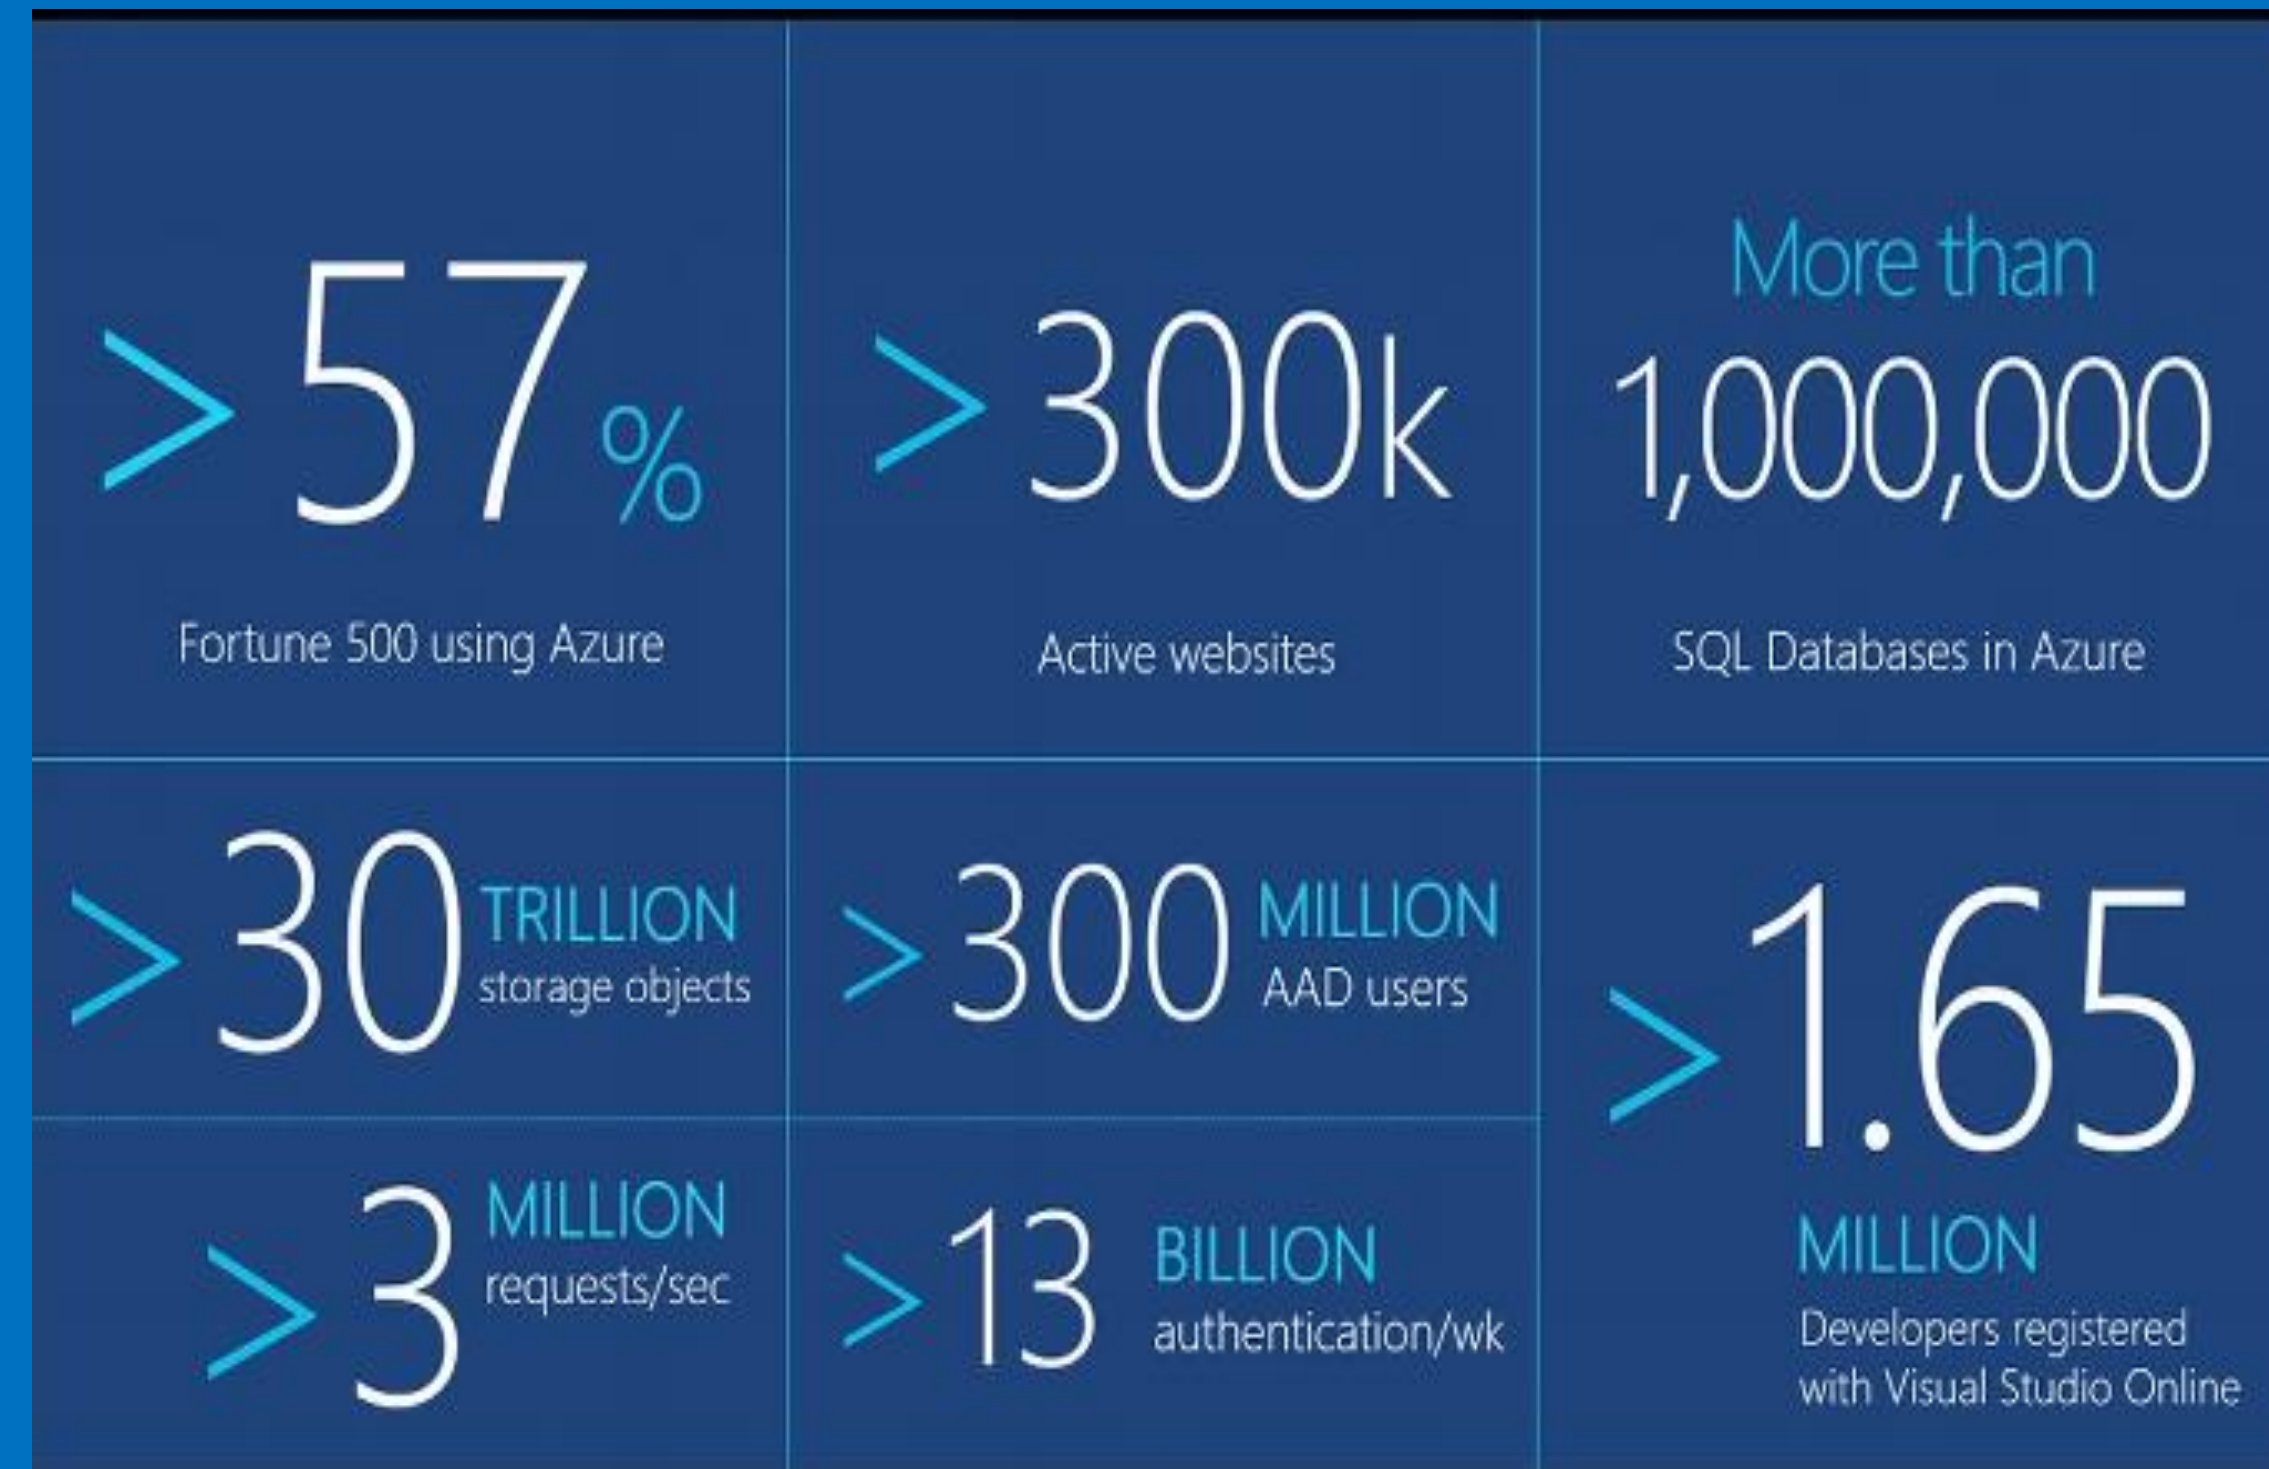 > 57 %
Fortune 500 using Azure
> 300k
Active websites
More than
1,000,000
SQL Databases in Azure
> 30 TRILLION
storage objects
> 300 MILLION
AAD users
> 3 MILLION
requests/sec
> 13 BILLION
authentication/wk
> 1.65
MILLION
Developers registered
with Visual Studio Online